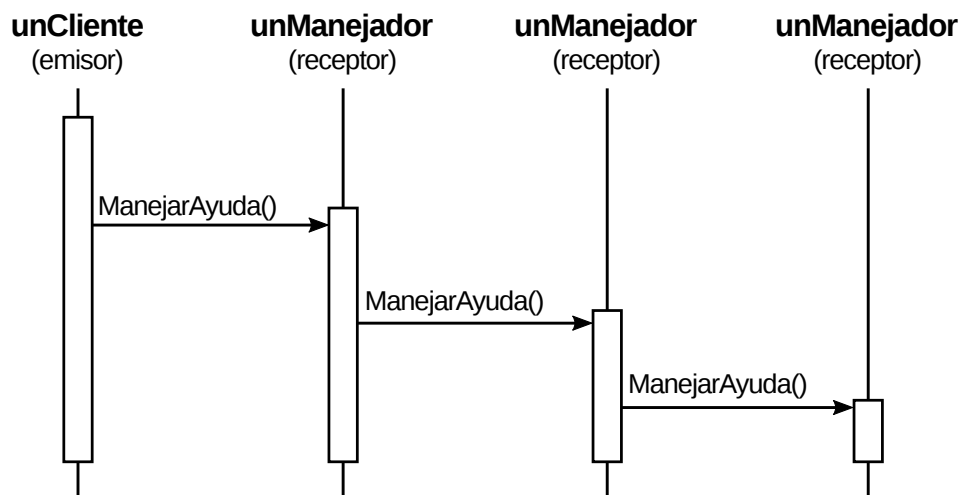 unCliente
(emisor)
unManejador
(receptor)
unManejador
(receptor)
unManejador
(receptor)
ManejarAyuda()
ManejarAyuda()
ManejarAyuda()